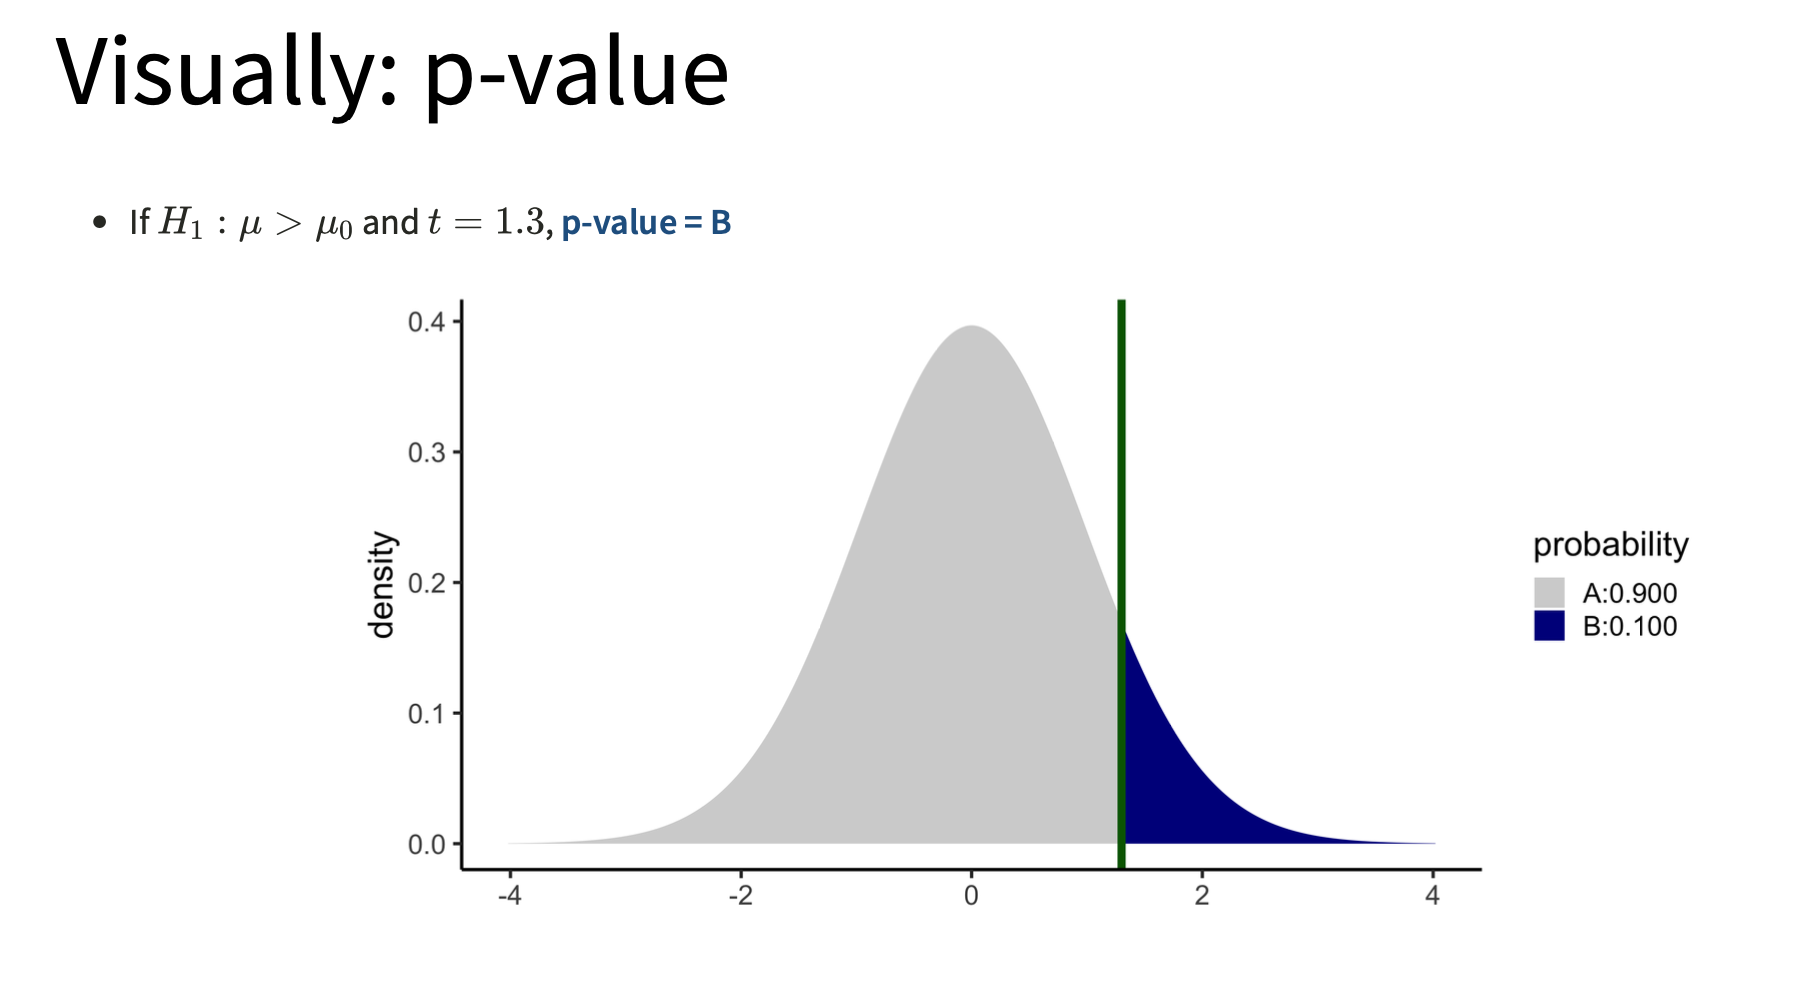 Visually: p-value
• If H₁ : μ > μ₀ and t = 1.3, p-value = B
0.4
0.3
0.2
0.1
0.0
density
-4 -2 0 2 4
probability
A:0.900
B:0.100